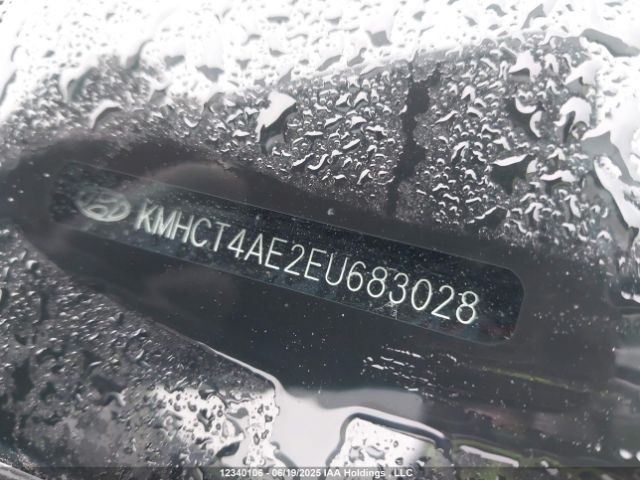 KMHCT4AE2EU683028
12340106 - 06/19/2025 IAA Holdings , LLC